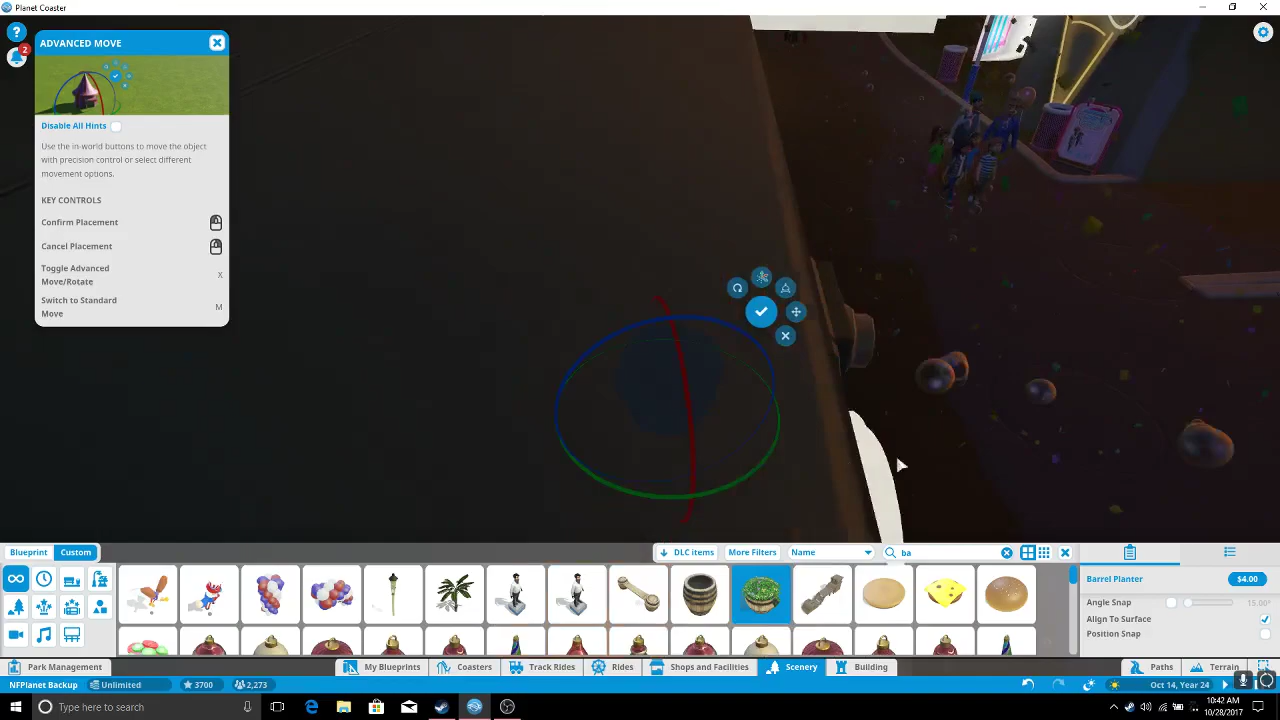 Planet Coaster
ADVANCED MOVE
2
Disable All Hints
Use the in-world buttons to move the object
with precision control or select different
movement options.
KEY CONTROLS
Confirm Placement
Cancel Placement
Toggle Advanced
Move/Rotate
X
Switch to Standard
Move
M
Blueprint Custom DLC items More Filters Name ba
Barrel Planter $4.00
Angle Snap 15.00°
Align To Surface
Position Snap
Park Management My Blueprints Coasters Track Rides Rides Shops and Facilities Scenery Building Paths Terrain
NFPlanet Backup Unlimited 3700 2,273 Oct 14, Year 24
Type here to search
10:42 AM
10/28/2017